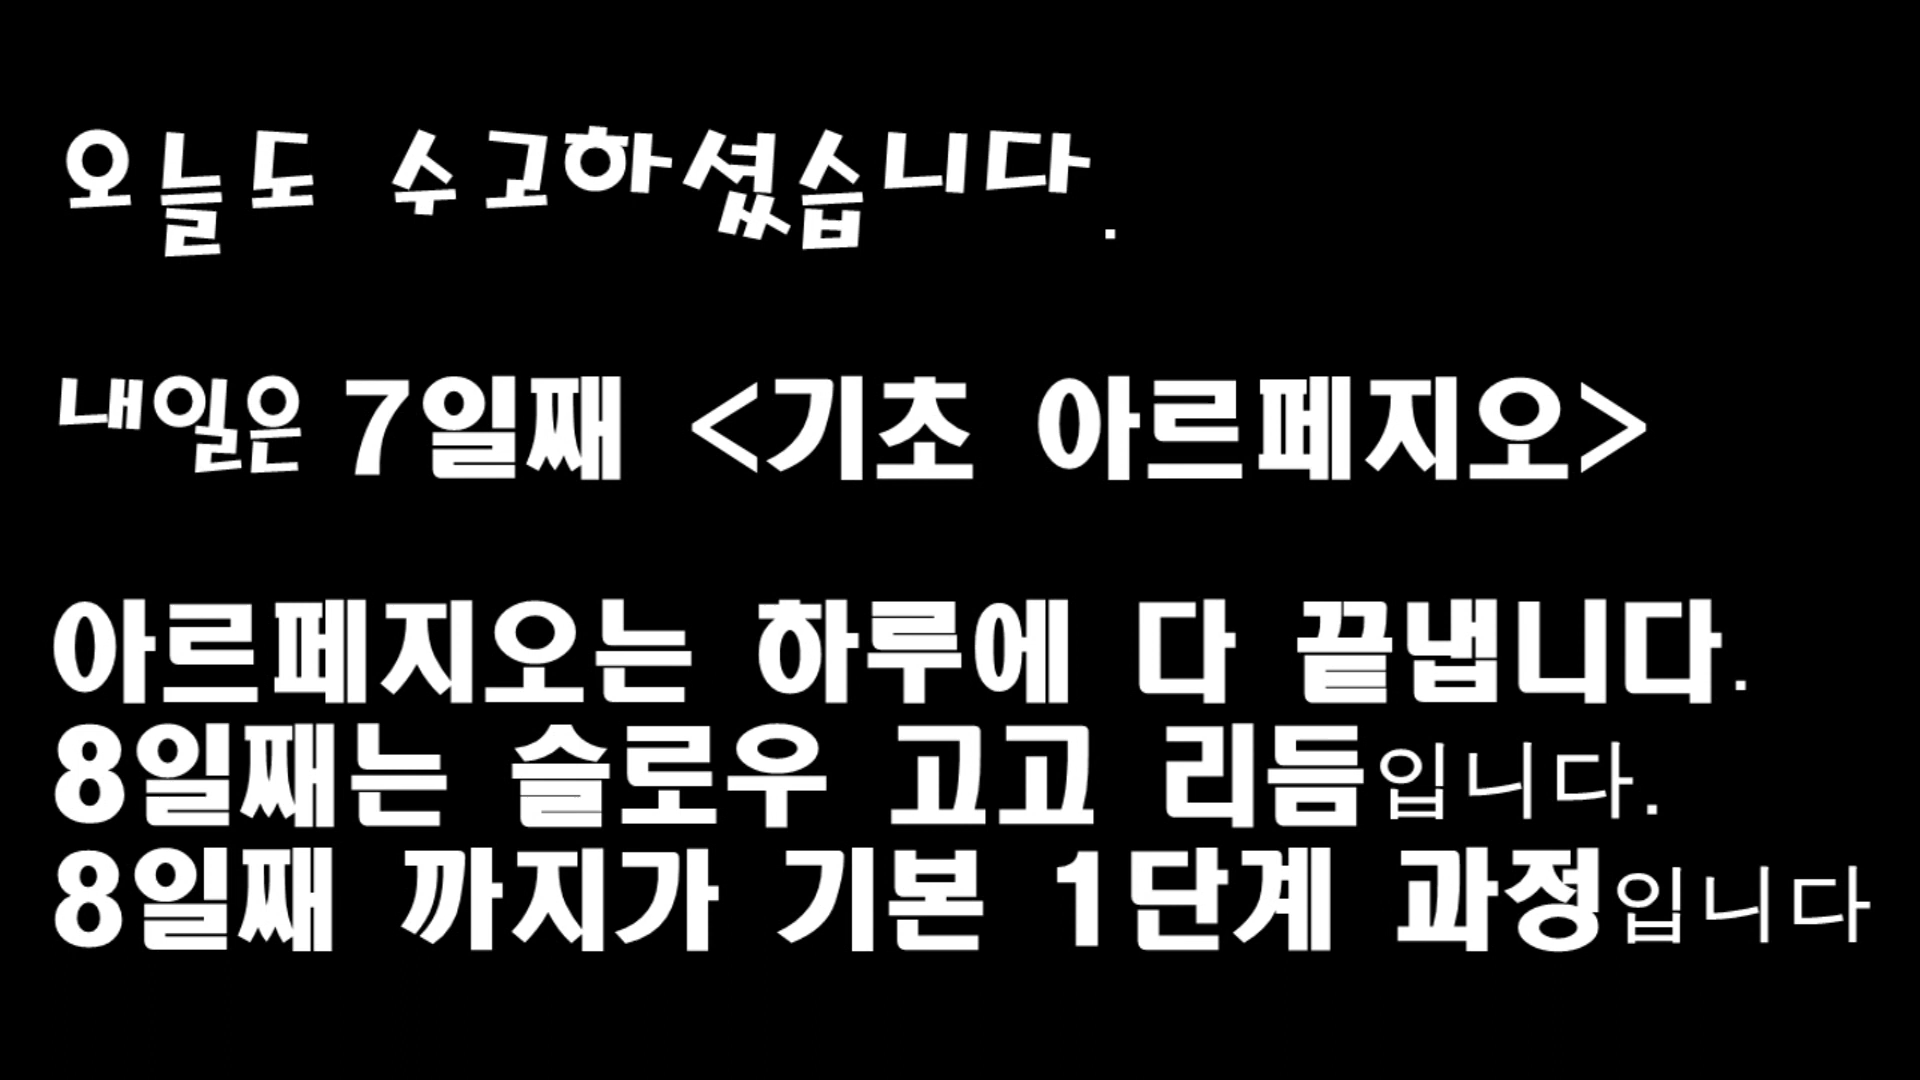 오늘도 수고하셨습니다.
내일은 7일째 <기초 아르페지오>
아르페지오는 하루에 다 끝냅니다.
8일째는 슬로우 고고 리듬입니다.
8일째 까지가 기본 1단계 과정입니다